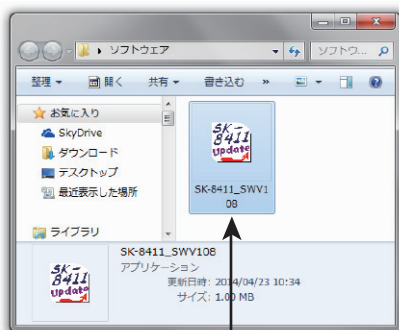 ソフトウェア
ソフトウ...
整理 開く 共有 書き込む »
お気に入り
SkyDrive
ダウンロード
デスクトップ
最近表示した場所
ライブラリ
SK-
8411
Update
SK-8411_SWV1
08
SK-8411_SWV108
アプリケーション
更新日時: 2014/04/23 10:34
サイズ: 1.00 MB
SK-
8411
Update